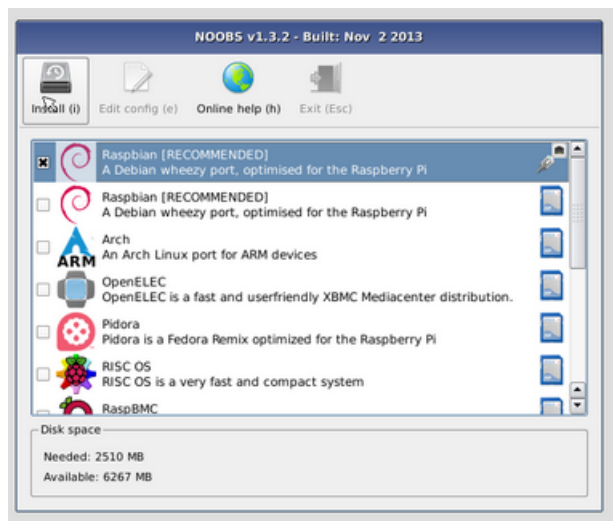 NOOBS v1.3.2 - Built: Nov 2 2013
Install (i)
Edit config (e)
Online help (h)
Exit (Esc)
Raspbian [RECOMMENDED]
A Debian wheezy port, optimised for the Raspberry Pi
Raspbian [RECOMMENDED]
A Debian wheezy port, optimised for the Raspberry Pi
Arch
An Arch Linux port for ARM devices
ARM
OpenELEC
OpenELEC is a fast and userfriendly XBMC Mediacenter distribution.
Pidora
Pidora is a Fedora Remix optimized for the Raspberry Pi
RISC OS
RISC OS is a very fast and compact system
RaspBMC
Disk space
Needed: 2510 MB
Available: 6267 MB